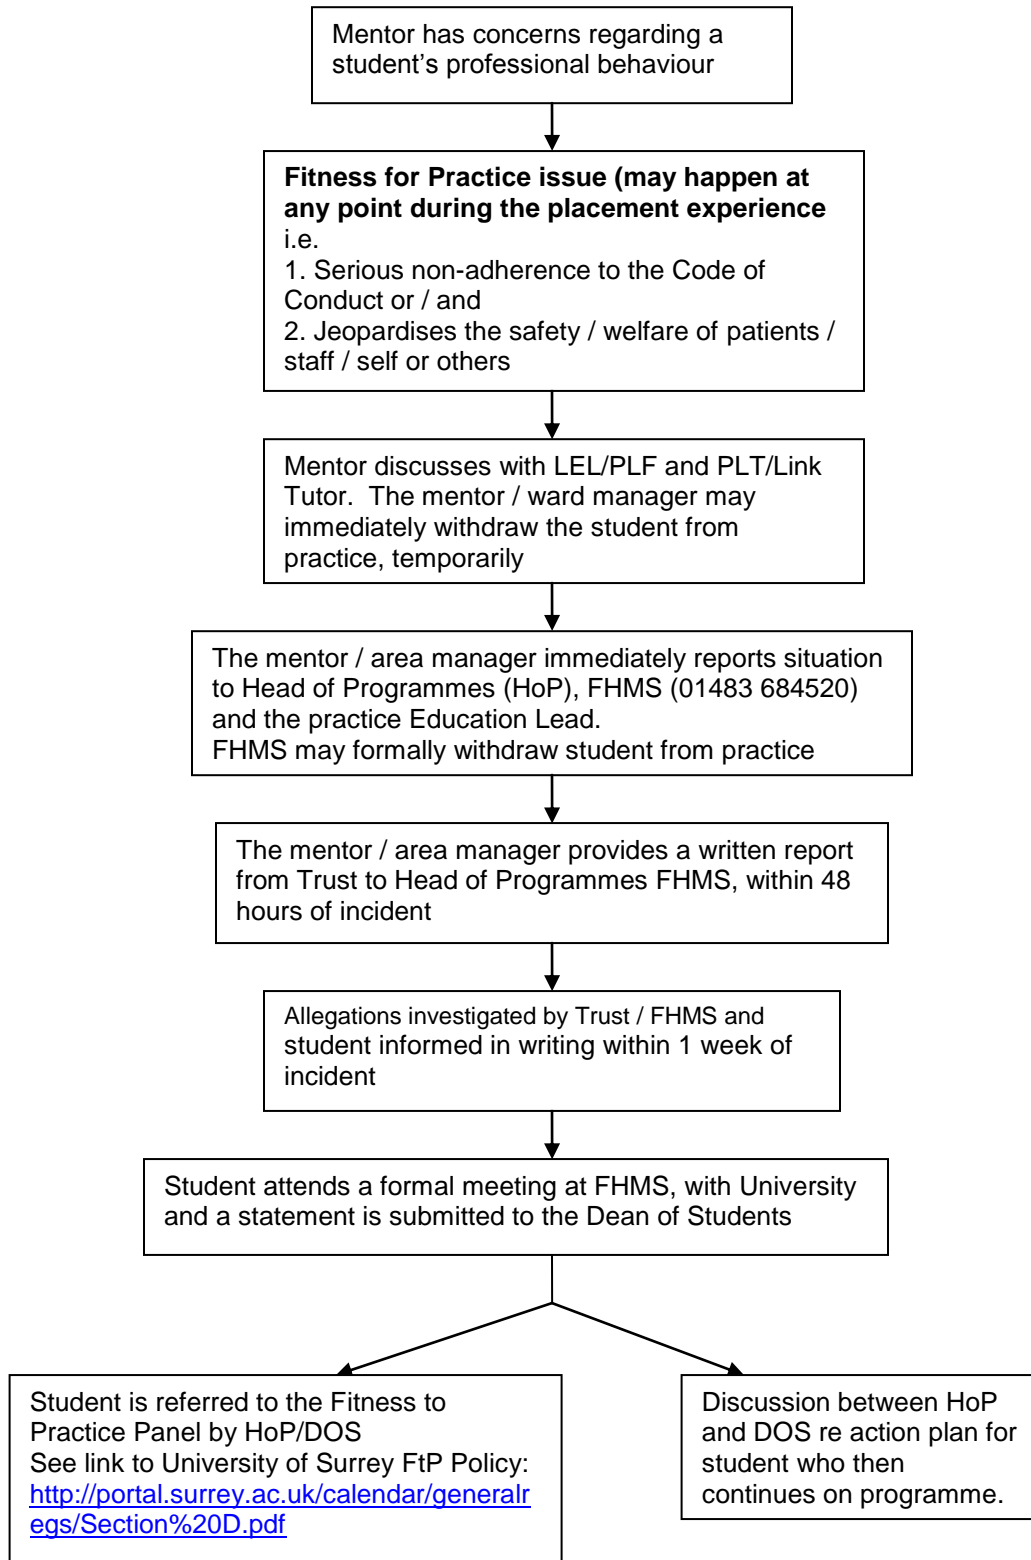 Mentor has concerns regarding a
student's professional behaviour
Fitness for Practice issue (may happen at
any point during the placement experience
i.e.
1. Serious non-adherence to the Code of
Conduct or / and
2. Jeopardises the safety / welfare of patients /
staff / self or others
Mentor discusses with LEL/PLF and PLT/Link
Tutor.  The mentor / ward manager may
immediately withdraw the student from
practice, temporarily
The mentor / area manager immediately reports situation
to Head of Programmes (HoP), FHMS (01483 684520)
and the practice Education Lead.
FHMS may formally withdraw student from practice
The mentor / area manager provides a written report
from Trust to Head of Programmes FHMS, within 48
hours of incident
Allegations investigated by Trust / FHMS and
student informed in writing within 1 week of
incident
Student attends a formal meeting at FHMS, with University
and a statement is submitted to the Dean of Students
Student is referred to the Fitness to
Practice Panel by HoP/DOS
See link to University of Surrey FtP Policy:
http://portal.surrey.ac.uk/calendar/generalr
egs/Section%20D.pdf
Discussion between HoP
and DOS re action plan for
student who then
continues on programme.